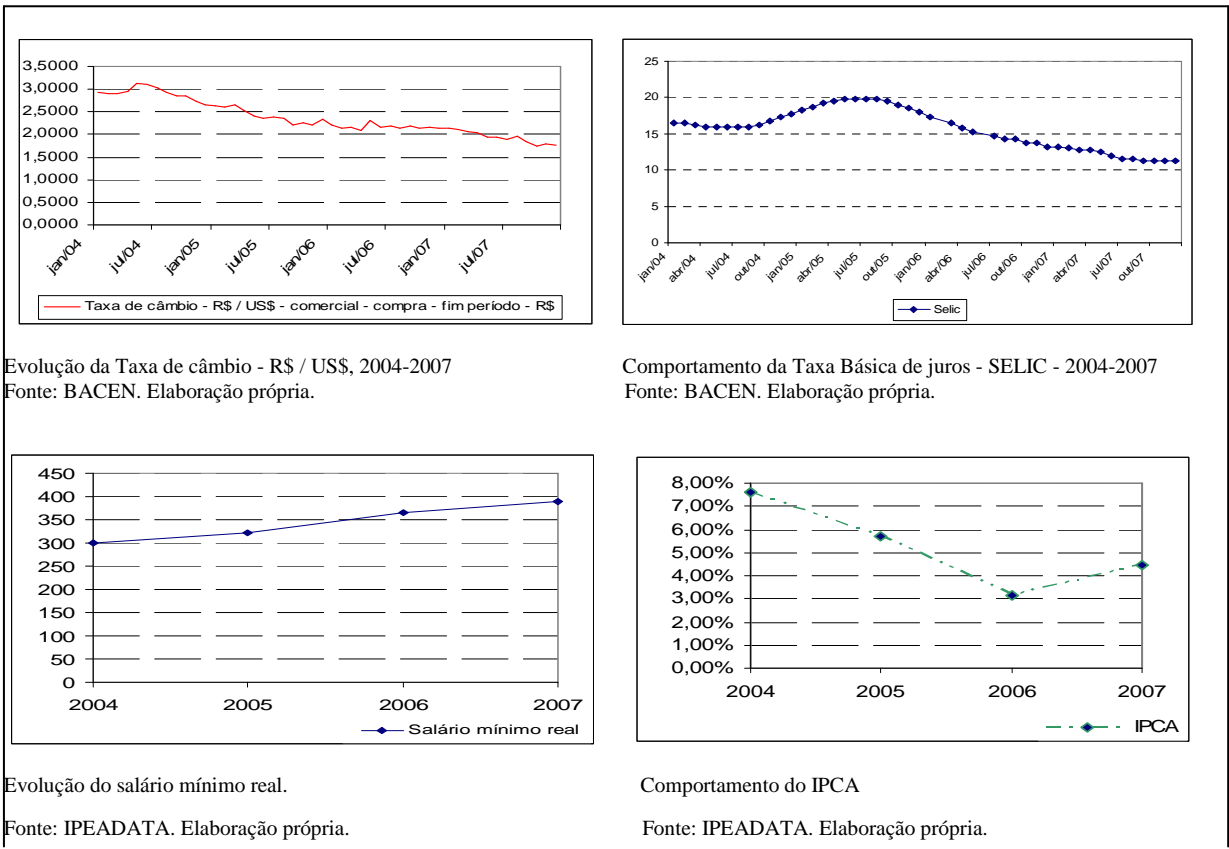 3,5000
3,0000
2,5000
2,0000
1,5000
1,0000
0,5000
0,0000
jan/04
jul/04
jan/05
jul/05
jan/06
jul/06
jan/07
jul/07
Taxa de câmbio - R$ / US$ - comercial - compra - fim período - R$
25
20
15
10
5
0
jan/04
abr/04
jul/04
out/04
jan/05
abr/05
jul/05
out/05
jan/06
abr/06
jul/06
out/06
jan/07
abr/07
jul/07
out/07
Selic
Evolução da Taxa de câmbio - R$ / US$, 2004-2007
Fonte: BACEN. Elaboração própria.
Comportamento da Taxa Básica de juros - SELIC - 2004-2007
Fonte: BACEN. Elaboração própria.
450
400
350
300
250
200
150
100
50
0
2004 2005 2006 2007
Salário mínimo real
8,00%
7,00%
6,00%
5,00%
4,00%
3,00%
2,00%
1,00%
0,00%
2004 2005 2006 2007
IPCA
Evolução do salário mínimo real.
Fonte: IPEADATA. Elaboração própria.
Comportamento do IPCA
Fonte: IPEADATA. Elaboração própria.